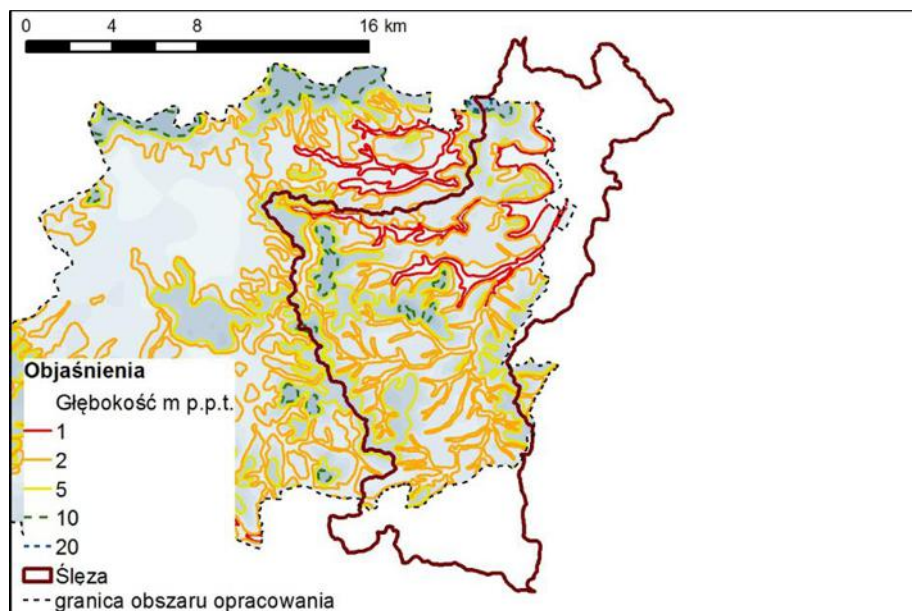 0 4 8 16 km
Objaśnienia
Głębokość m p.p.t.
1
2
5
10
20
Ślęza
granica obszaru opracowania